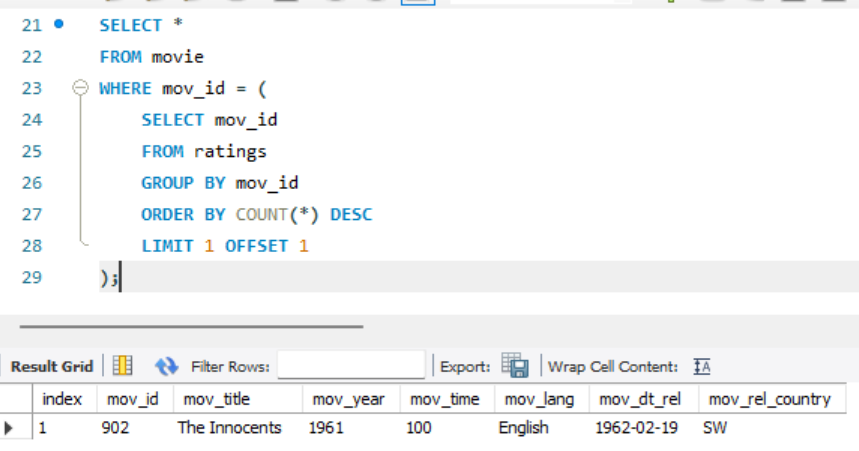 21 SELECT *
22 FROM movie
23 WHERE mov_id = (
24 SELECT mov_id
25 FROM ratings
26 GROUP BY mov_id
27 ORDER BY COUNT(*) DESC
28 LIMIT 1 OFFSET 1
29 );
Result Grid Filter Rows: Export: Wrap Cell Content: IA
index mov_id mov_title mov_year mov_time mov_lang mov_dt_rel mov_rel_country
1 902 The Innocents 1961 100 English 1962-02-19 SW